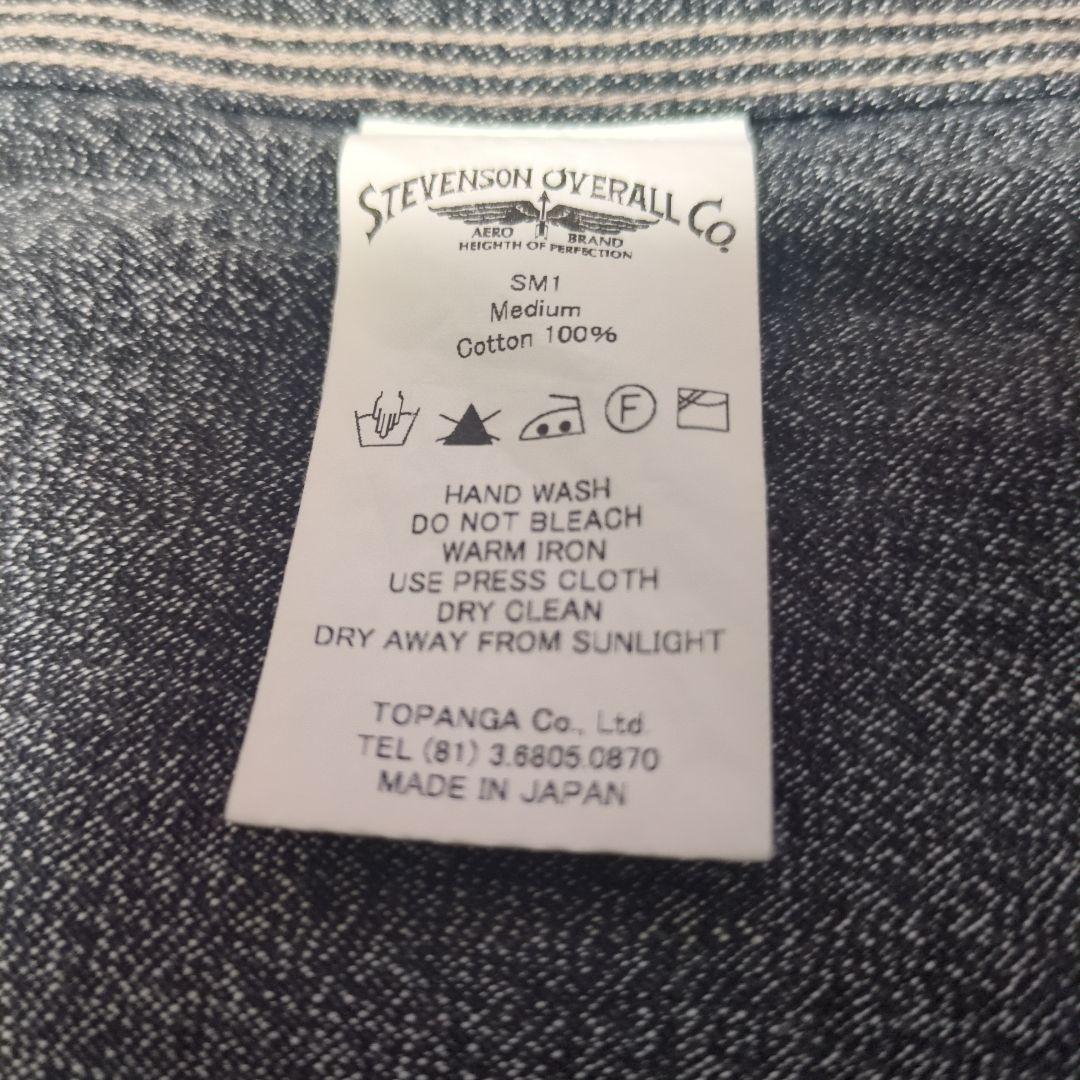 STEVENSON OVERALL CO.
AERO BRAND
HEIGHTH OF PERFECTION
SM1
Medium
Cotton 100%
F
HAND WASH
DO NOT BLEACH
WARM IRON
USE PRESS CLOTH
DRY CLEAN
DRY AWAY FROM SUNLIGHT
TOPANGA Co., Ltd.
TEL (81) 3.6805.0870
MADE IN JAPAN